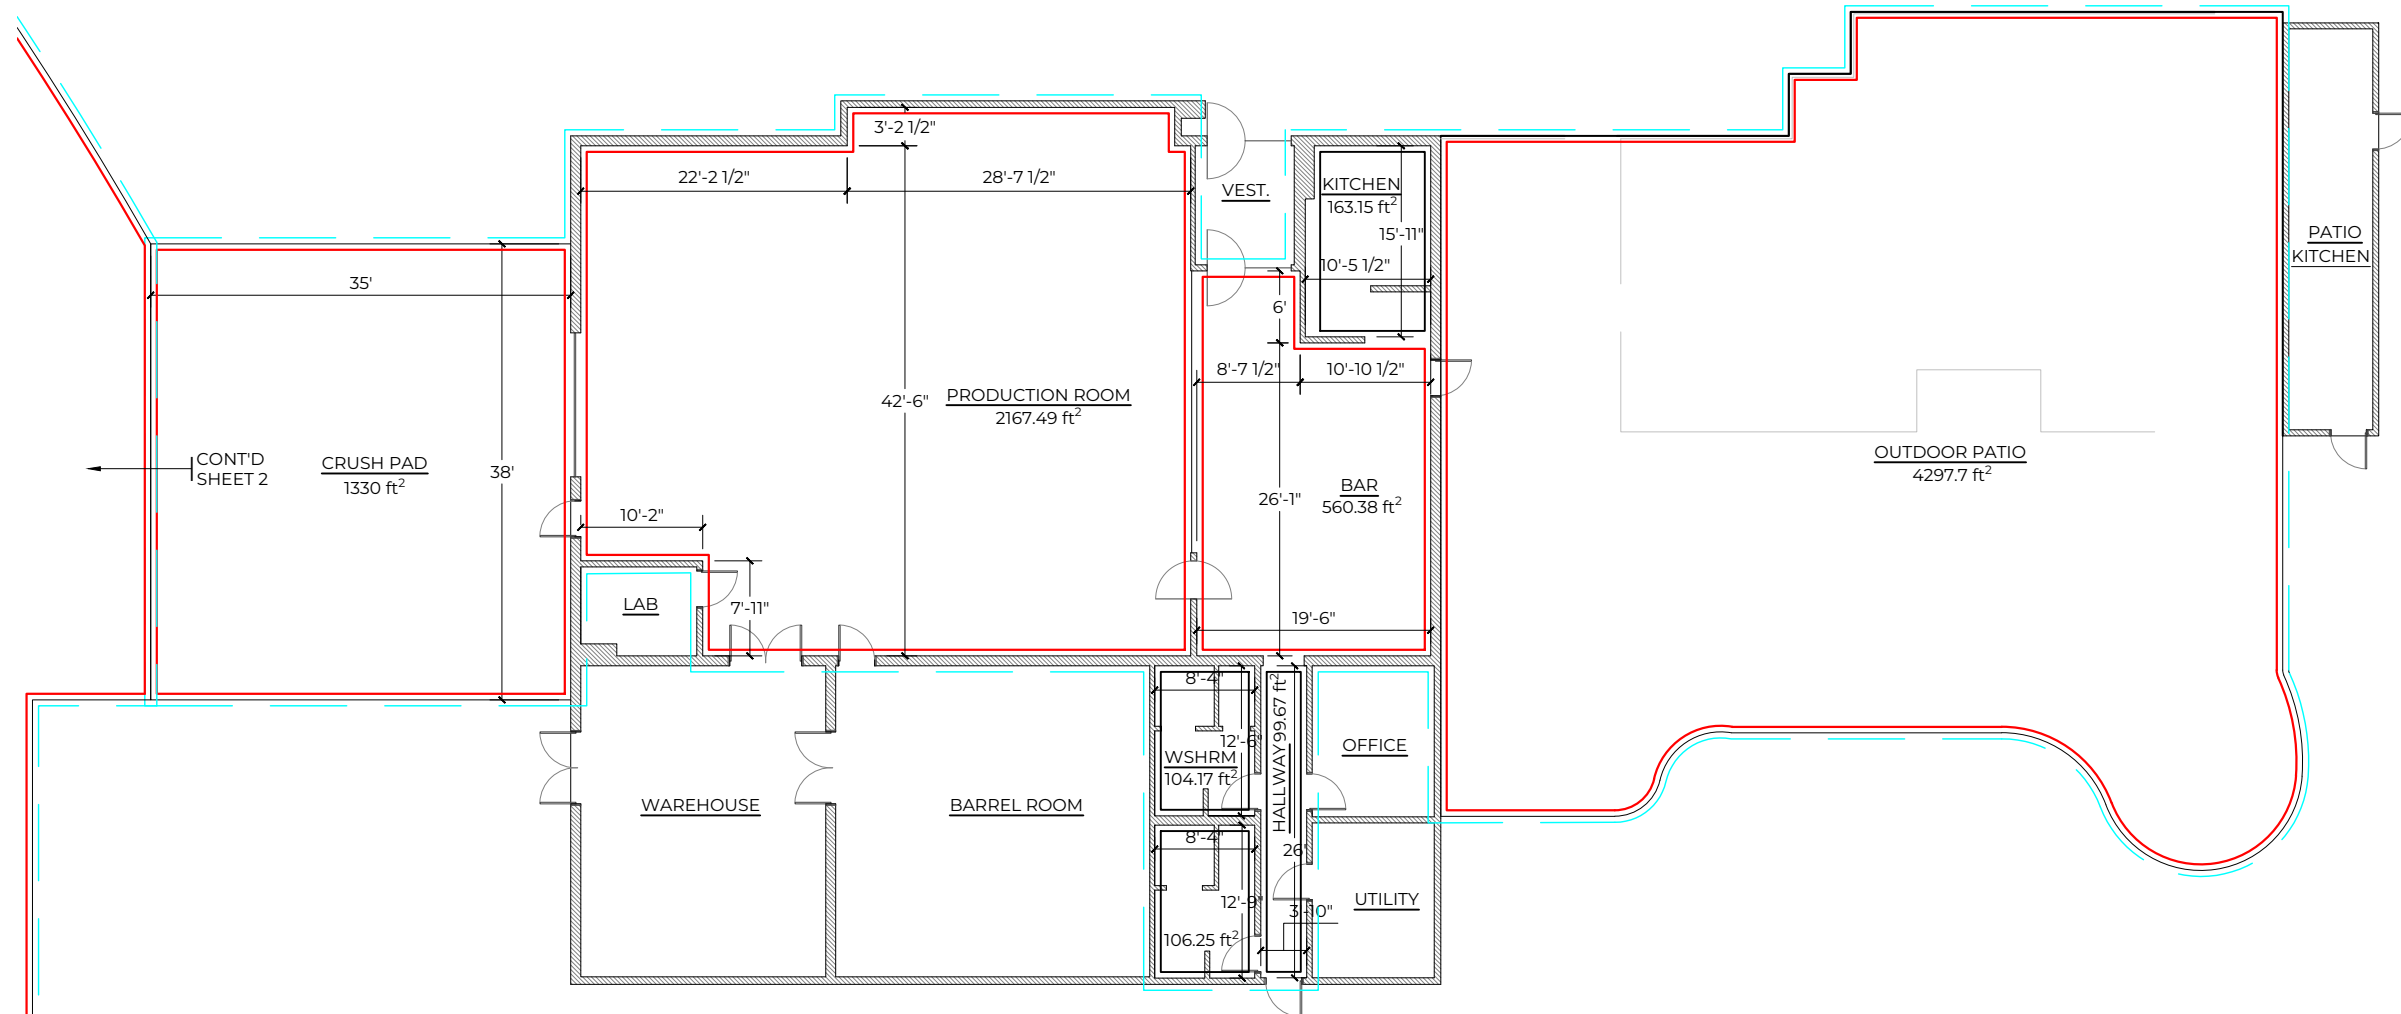 3'-2 1/2"
22'-2 1/2"
28'-7 1/2"
VEST.
KITCHEN
163.15 ft²
15'-11"
10'-5 1/2"
PATIO
KITCHEN
35'
6'
8'-7 1/2"
10'-10 1/2"
42'-6"
PRODUCTION ROOM
2167.49 ft²
CONT'D
SHEET 2
CRUSH PAD
1330 ft²
38'
OUTDOOR PATIO
4297.7 ft²
BAR
560.38 ft²
26'-1"
10'-2"
LAB
7'-11"
19'-6"
8'-4"
HALLWAY 99.67 ft²
12'-6"
WSHRM
104.17 ft²
OFFICE
WAREHOUSE
BARREL ROOM
8'-4"
26'
12'-9"
3'-10"
UTILITY
106.25 ft²